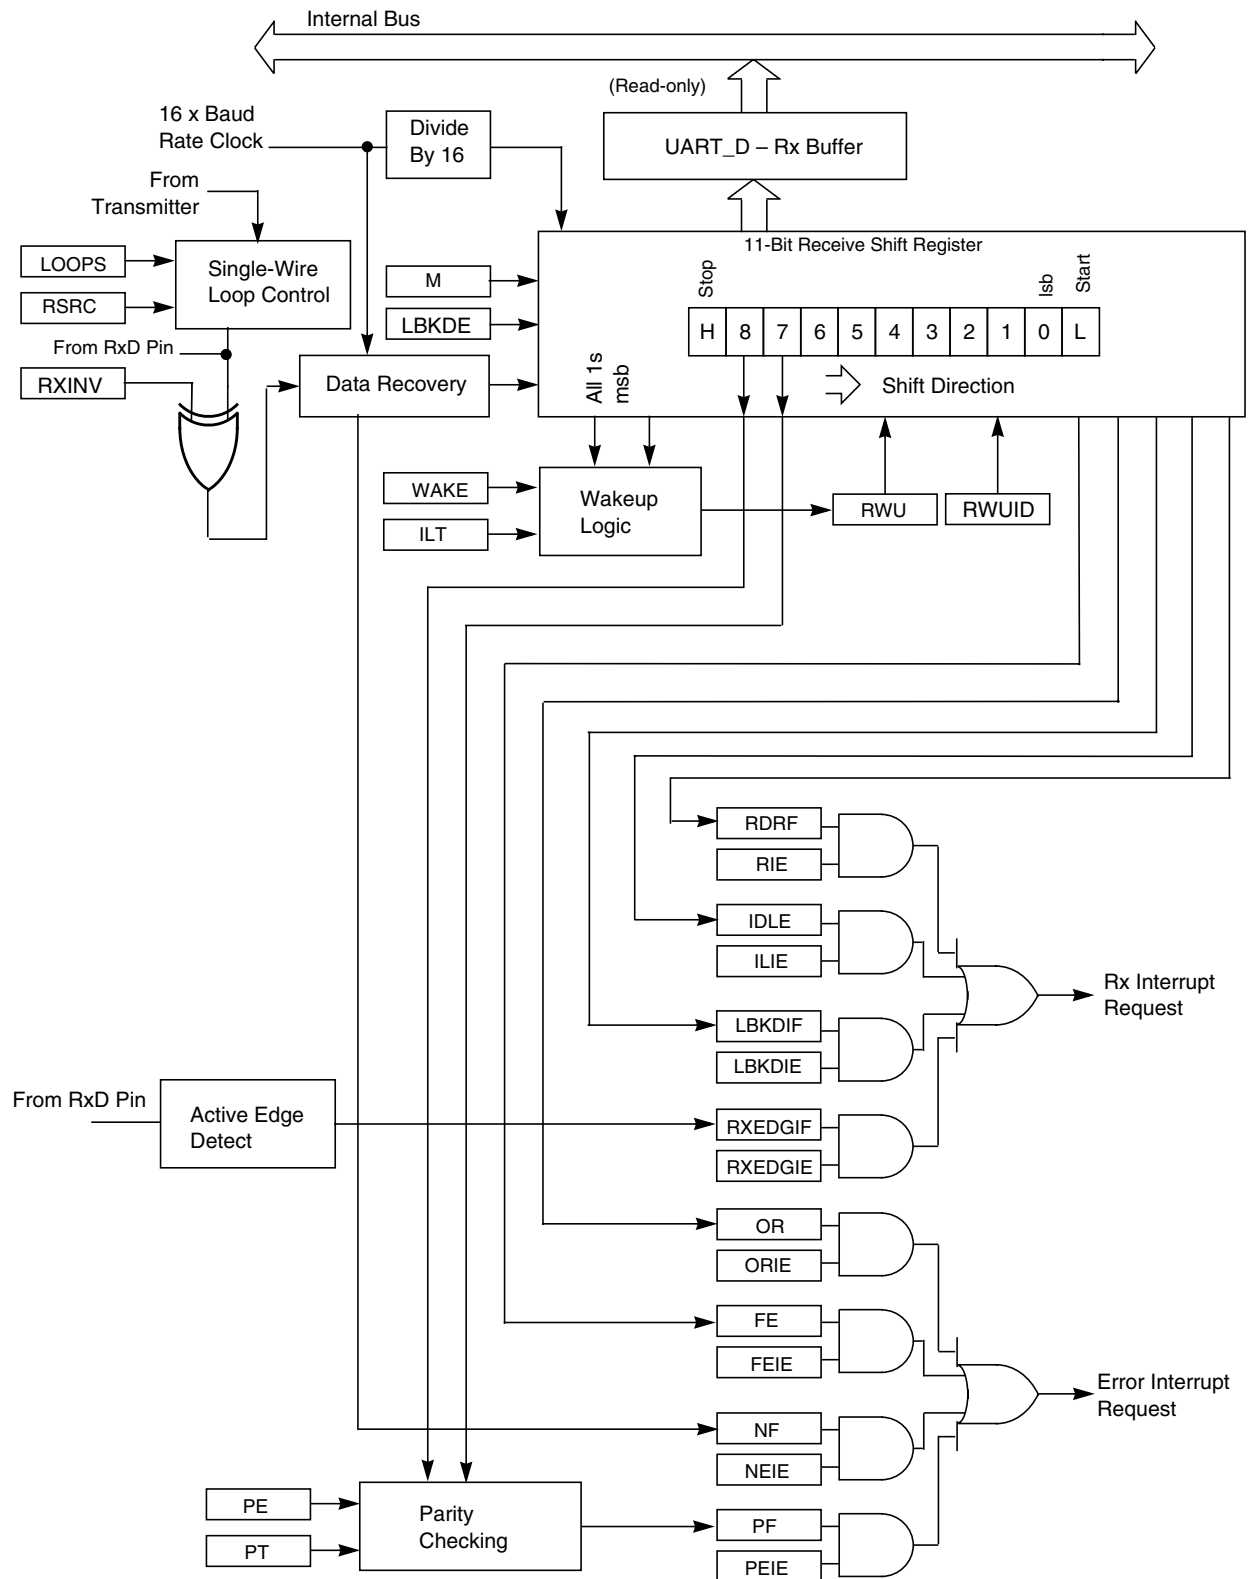 Internal Bus
(Read-only)
16 x Baud
Rate Clock
Divide
By 16
UART_D – Rx Buffer
From
Transmitter
11-Bit Receive Shift Register
LOOPS
RSRC
Single-Wire
Loop Control
M
LBKDE
Stop
lsb
Start
H 8 7 6 5 4 3 2 1 0 L
From RxD Pin
RXINV
Data Recovery
All 1s
msb
Shift Direction
WAKE
ILT
Wakeup
Logic
RWU
RWUID
RDRF
RIE
IDLE
ILIE
Rx Interrupt
Request
LBKDIF
LBKDIE
From RxD Pin
Active Edge
Detect
RXEDGIF
RXEDGIE
OR
ORIE
FE
FEIE
Error Interrupt
Request
NF
NEIE
PE
PT
Parity
Checking
PF
PEIE